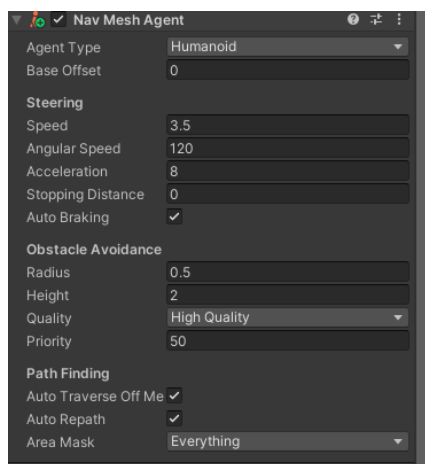 Nav Mesh Agent
Agent Type Humanoid
Base Offset 0
Steering
Speed 3.5
Angular Speed 120
Acceleration 8
Stopping Distance 0
Auto Braking
Obstacle Avoidance
Radius 0.5
Height 2
Quality High Quality
Priority 50
Path Finding
Auto Traverse Off Me
Auto Repath
Area Mask Everything